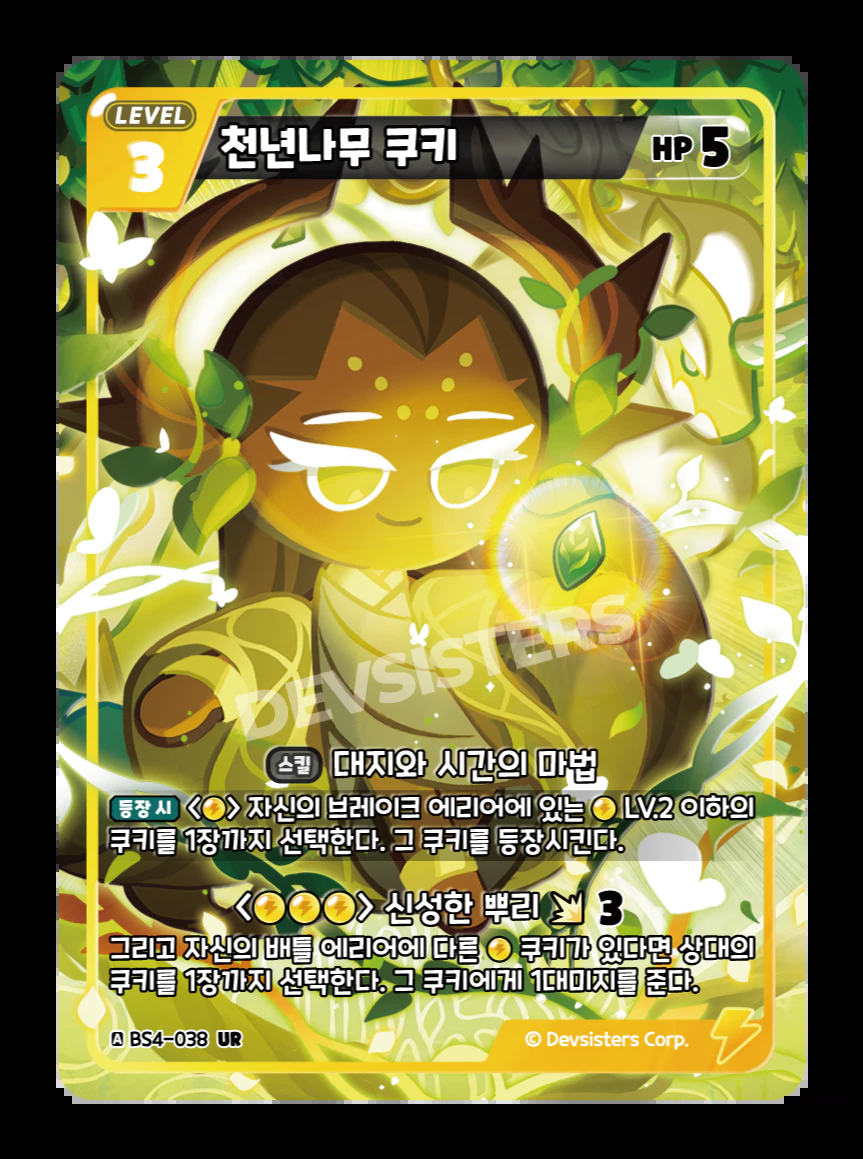 LEVEL
3
천년나무 쿠키
HP 5
DEVSISTERS
스킬 대지와 시간의 마법
등장 시 < > 자신의 브레이크 에리어에 있는 LV.2 이하의
쿠키를 1장까지 선택한다. 그 쿠키를 등장시킨다.
< > 신성한 뿌리 3
그리고 자신의 배틀 에리어에 다른 쿠키가 있다면 상대의
쿠키를 1장까지 선택한다. 그 쿠키에게 1대미지를 준다.
A BS4-038 UR
© Devsisters Corp.